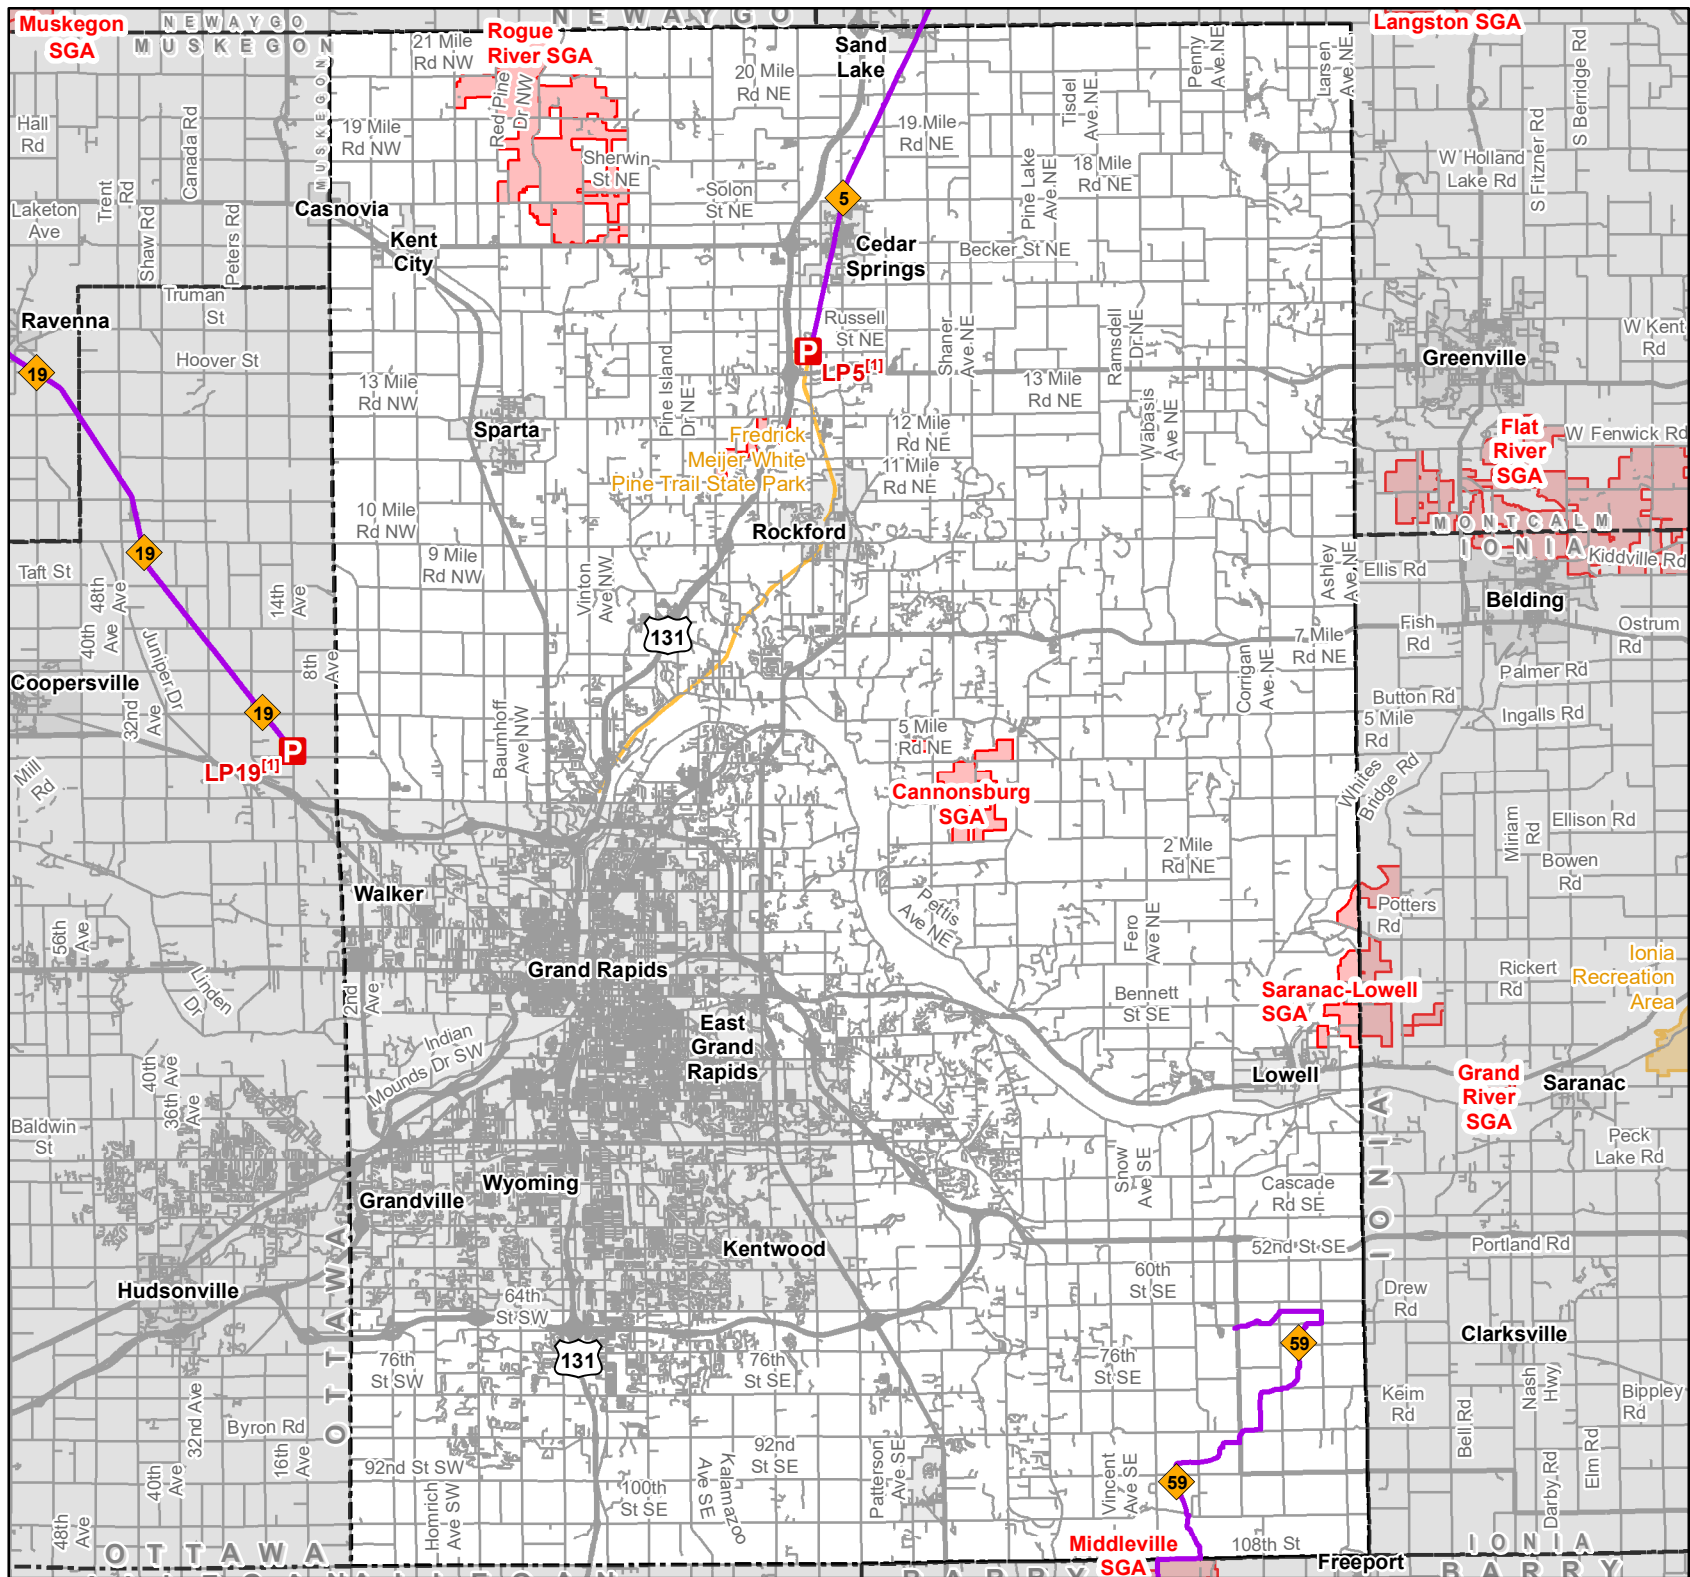 Muskegon
SGA
NEWAYGO
MUSKEGON
MUSKEGON
NEWAYGO
21 Mile
Rd NW
Rogue
River SGA
Red Pine
Dr NW
20 Mile
Rd NE
Sand
Lake
Tisdel
Ave NE
Penny
Ave NE
Larsen
Ave NE
Langston SGA
S Berridge Rd
S Fitzner Rd
Hall
Rd
Canada Rd
Trent
Rd
19 Mile
Rd NW
Sherwin
St NE
Solon
St NE
19 Mile
Rd NE
18 Mile
Rd NE
Pine Lake
Ave NE
W Holland
Lake Rd
Laketon
Ave
Shaw Rd
Peters Rd
Casnovia
Kent
City
5
Cedar
Springs
Becker St NE
Truman
St
Ravenna
Hoover St
19
Russell
St NE
P
LP5[1]
Shaner
Ave NE
Ramsdell
Dr NE
W Kent
Rd
Greenville
13 Mile
Rd NW
Pine Island
Dr NE
13 Mile
Rd NE
Wabasis
Ave NE
Sparta
Fredrick
Meijer White
Pine Trail State Park
12 Mile
Rd NE
11 Mile
Rd NE
Flat
River
SGA
W Fenwick Rd
10 Mile
Rd NW
Rockford
MONTCALM
IONIA
Kiddville Rd
19
9 Mile
Rd NW
Vinton
Ave NW
Ashley
Ave NE
Ellis Rd
Taft St
48th
Ave
40th
Ave
14th
Ave
Belding
131
7 Mile
Rd NE
Fish
Rd
Ostrum
Rd
Juniper Dr
8th
Ave
Corrigan
Ave NE
Palmer Rd
Coopersville
32nd
Ave
19
Button Rd
5 Mile
Rd
Ingalls Rd
Baumhoff
Ave NW
5 Mile
Rd NE
P
LP19[1]
Mill
Rd
Cannonsburg
SGA
Whites
Bridge Rd
Miriam
Rd
Ellison Rd
2 Mile
Rd NE
Bowen
Rd
Walker
Pettis
Ave NE
Fero
Ave NE
Potters
Rd
56th
Ave
Linden
Dr
Grand Rapids
2nd
Ave
Rickert
Rd
Ionia
Recreation
Area
Saranac-Lowell
SGA
Bennett
St SE
Indian
Mounds Dr SW
East
Grand
Rapids
Lowell
Grand
River
SGA
Saranac
40th
Ave
36th
Ave
Baldwin
St
Peck
Lake Rd
IONIA
Snow
Ave SE
Cascade
Rd SE
Wyoming
Grandville
Kentwood
52nd St SE
Portland Rd
Hudsonville
64th
St SW
60th
St SE
Drew
Rd
OTTAWA
59
Clarksville
131
76th
St SW
76th
St SE
76th
St SE
Keim
Rd
Nash
Hwy
Bippley
Rd
32nd Ave
Byron Rd
16th
Ave
Bell Rd
40th
Ave
92nd St SW
92nd
St SE
Elm Rd
Darby Rd
48th
Ave
Homrich
Ave SW
100th
St SE
Kalamazoo
Ave SE
Patterson
Ave SE
Vincent
Ave SE
59
Middleville
SGA
108th St
Freeport
OTTAWA
IONIA
ALLEGAN
BARRY
BARRY